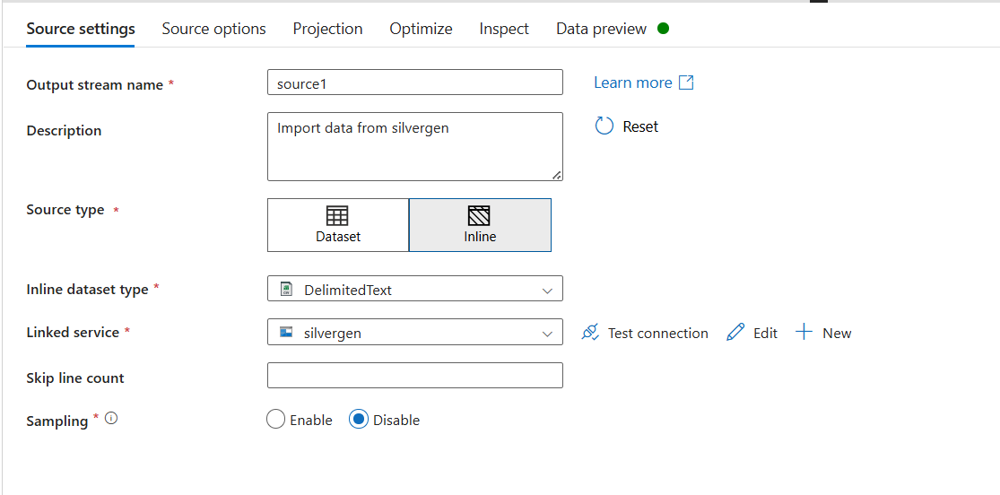 Source settings Source options Projection Optimize Inspect Data preview
Output stream name * source1 Learn more
Description Import data from silvergen Reset
Source type * Dataset Inline
Inline dataset type * DelimitedText
Linked service * silvergen Test connection Edit New
Skip line count
Sampling * Enable Disable